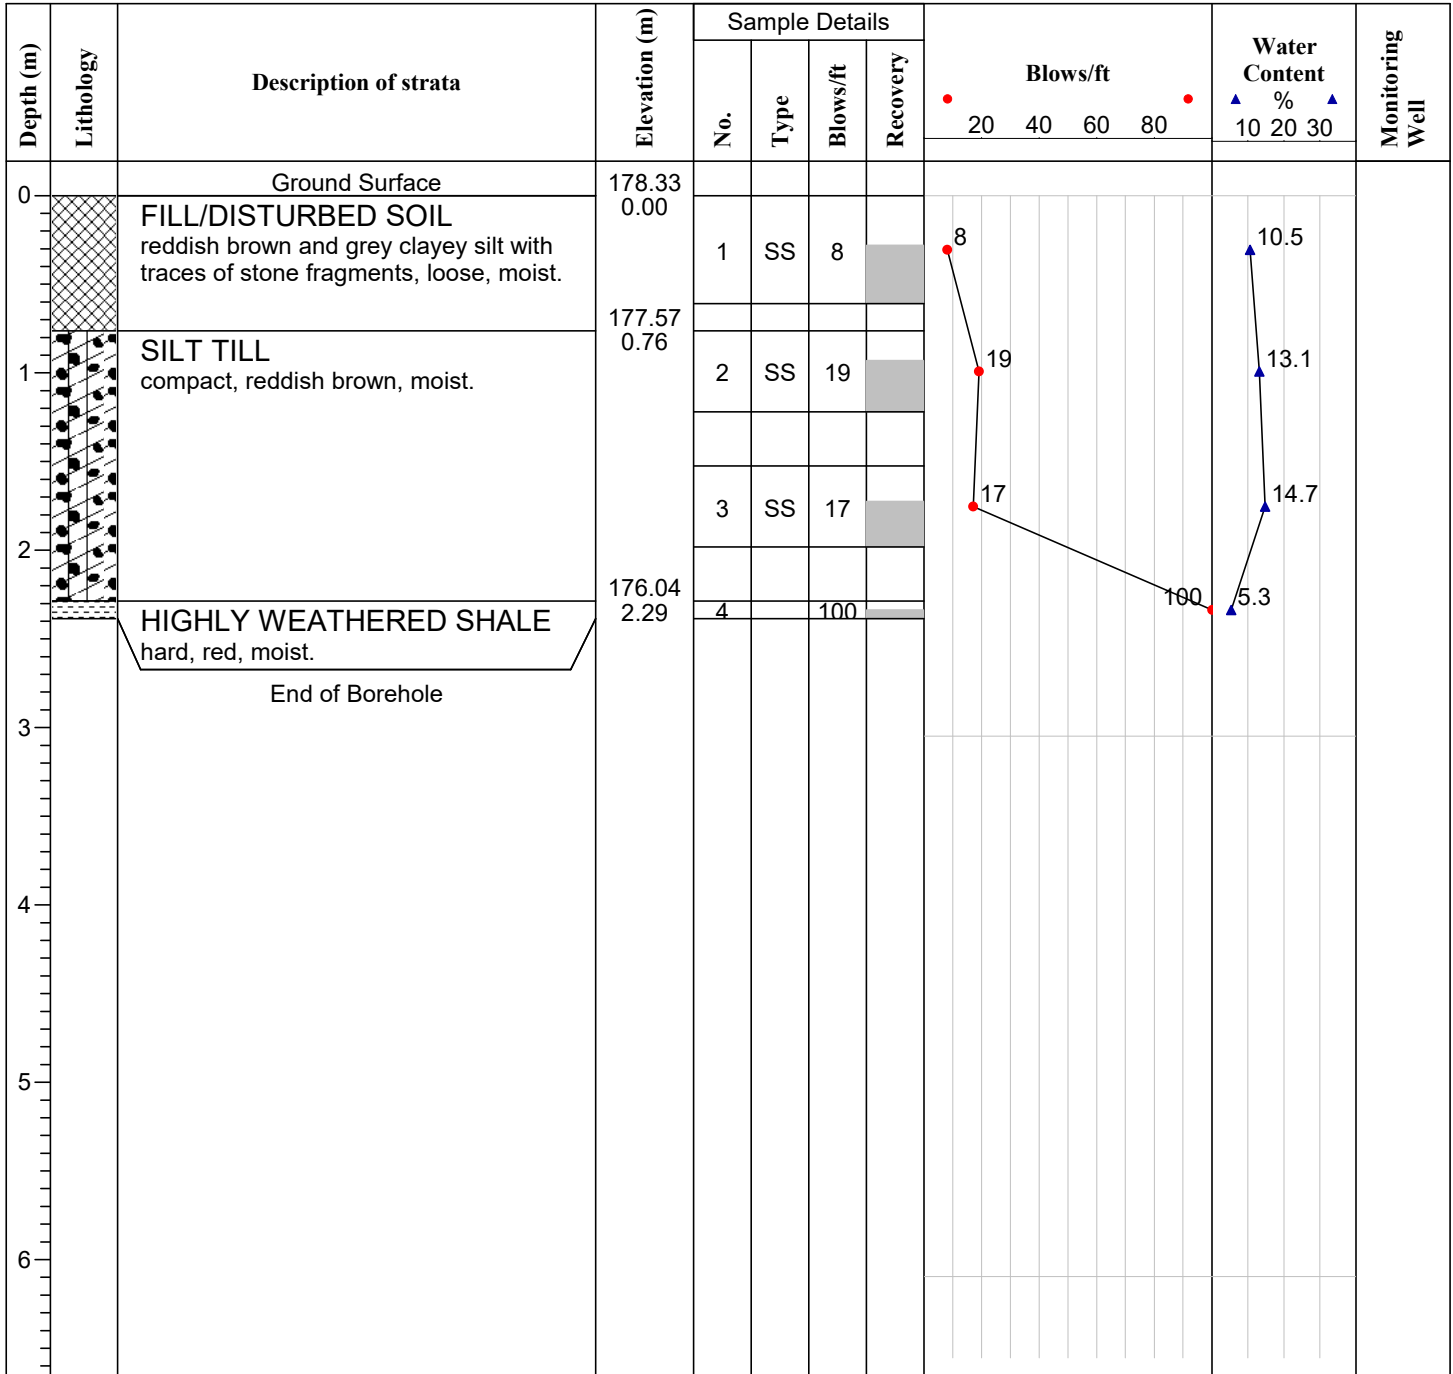 Depth (m)
Lithology
Description of strata
Elevation (m)
Sample Details
No.
Type
Blows/ft
Recovery
Blows/ft
20 40 60 80
Water
Content
%
10 20 30
Monitoring
Well
Ground Surface
178.33
0
0.00
FILL/DISTURBED SOIL
reddish brown and grey clayey silt with
traces of stone fragments, loose, moist.
1 SS 8
8
10.5
177.57
0.76
SILT TILL
compact, reddish brown, moist.
1
2 SS 19
19
13.1
3 SS 17
17
14.7
2
176.04
2.29
HIGHLY WEATHERED SHALE
hard, red, moist.
4 100
100
5.3
End of Borehole
3
4
5
6